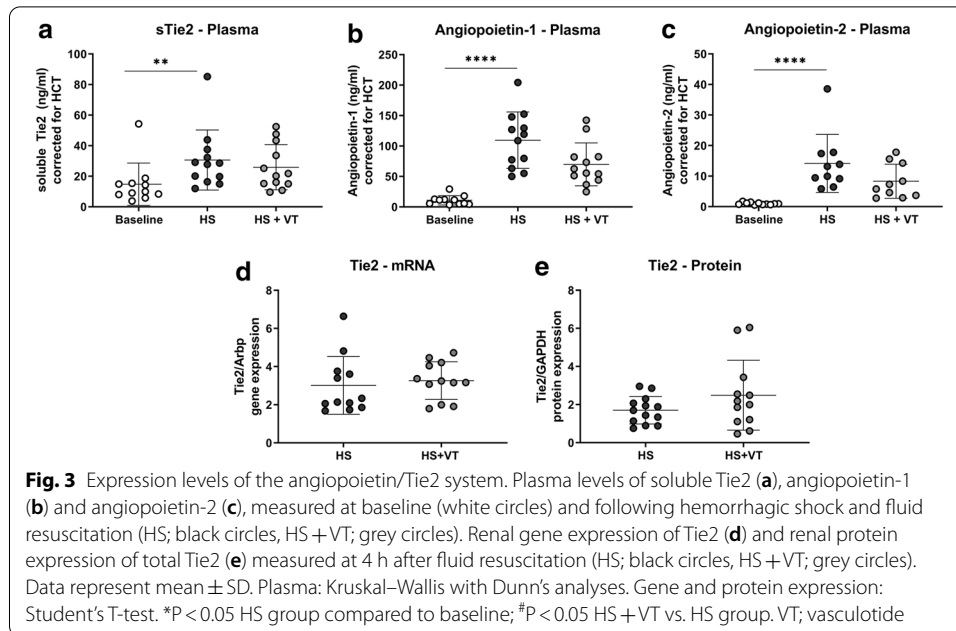 a
sTie2 - Plasma
soluble Tie2 (ng/ml)
corrected for HCT
100
80
60
40
20
0
**
Baseline
HS
HS + VT
b
Angiopoietin-1 - Plasma
Angiopoietin-1 (ng/ml)
corrected for HCT
250
200
150
100
50
0
****
Baseline
HS
HS + VT
c
Angiopoietin-2 - Plasma
Angiopoietin-2 (ng/ml)
corrected for HCT
50
40
30
20
10
0
****
Baseline
HS
HS + VT
d
Tie2 - mRNA
Tie2/Arbp
gene expression
8
6
4
2
0
HS
HS+VT
e
Tie2 - Protein
Tie2/GAPDH
protein expression
8
6
4
2
0
HS
HS+VT
Fig. 3 Expression levels of the angiopoietin/Tie2 system. Plasma levels of soluble Tie2 (a), angiopoietin-1
(b) and angiopoietin-2 (c), measured at baseline (white circles) and following hemorrhagic shock and fluid
resuscitation (HS; black circles, HS + VT; grey circles). Renal gene expression of Tie2 (d) and renal protein
expression of total Tie2 (e) measured at 4 h after fluid resuscitation (HS; black circles, HS + VT; grey circles).
Data represent mean ± SD. Plasma: Kruskal–Wallis with Dunn's analyses. Gene and protein expression:
Student's T-test. *P < 0.05 HS group compared to baseline; #P < 0.05 HS + VT vs. HS group. VT; vasculotide